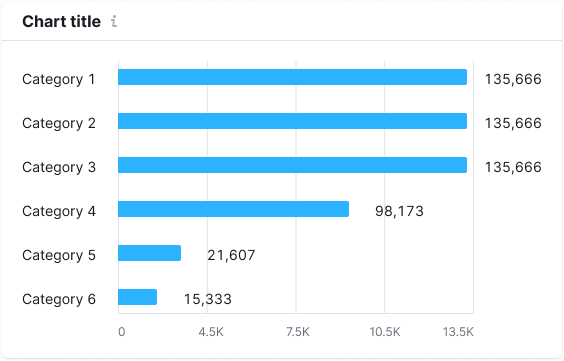 Chart title i
Category 1 135,666
Category 2 135,666
Category 3 135,666
Category 4 98,173
Category 5 21,607
Category 6 15,333
0 4.5K 7.5K 10.5K 13.5K